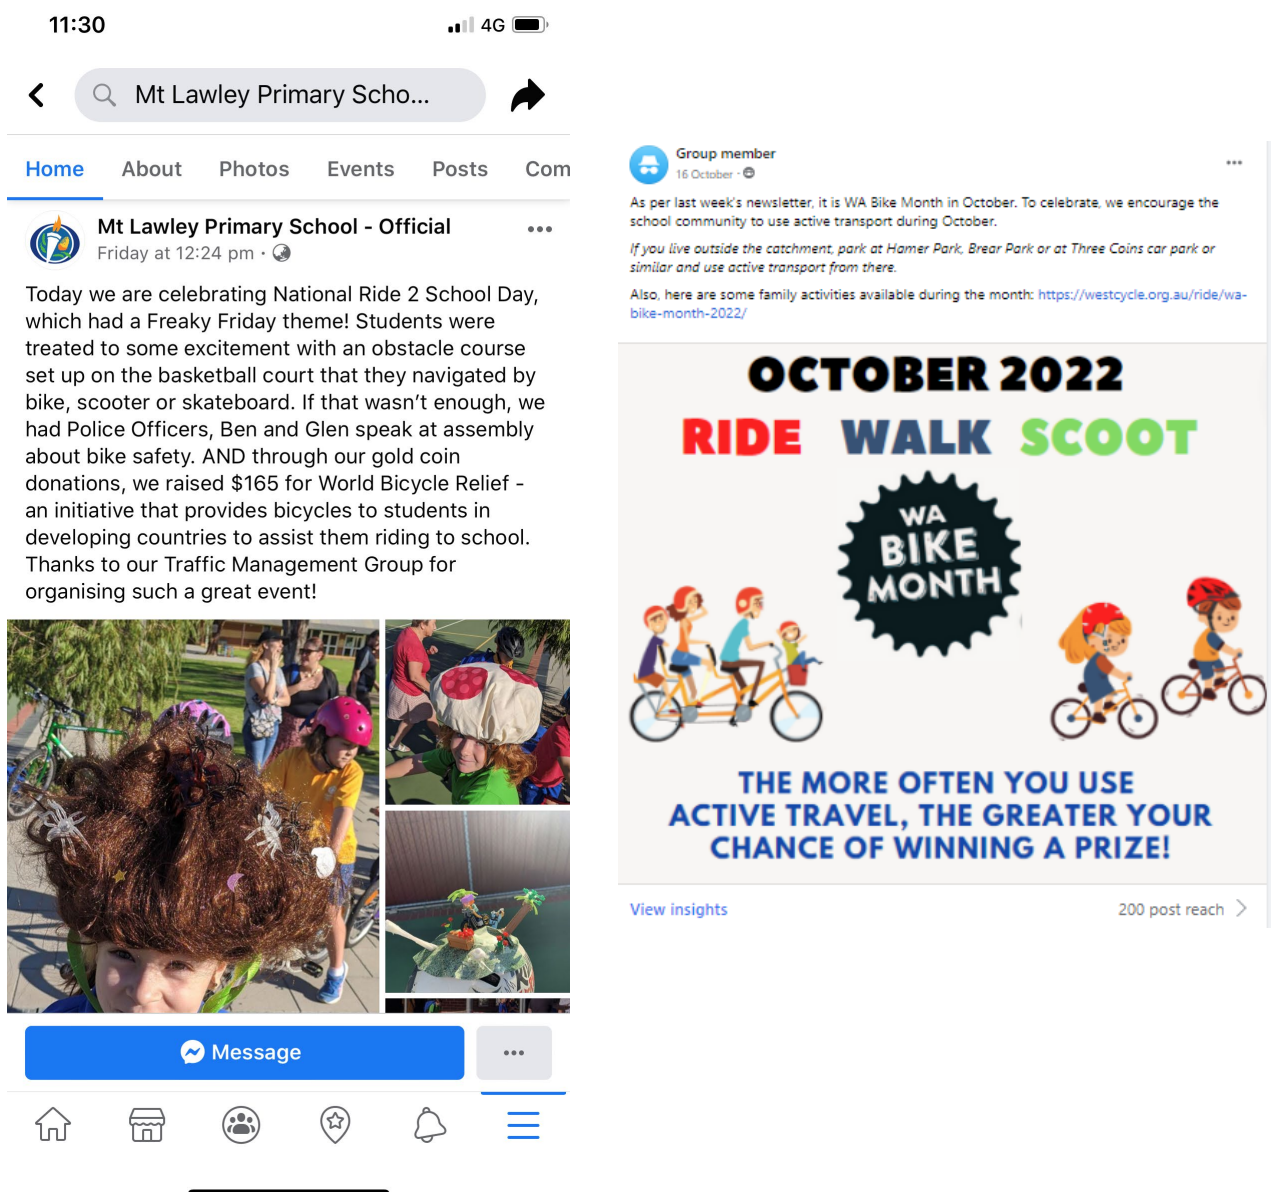 11:30
4G
Mt Lawley Primary Scho...
Home About Photos Events Posts Com
Mt Lawley Primary School - Official
Friday at 12:24 pm ·
Today we are celebrating National Ride 2 School Day,
which had a Freaky Friday theme! Students were
treated to some excitement with an obstacle course
set up on the basketball court that they navigated by
bike, scooter or skateboard. If that wasn't enough, we
had Police Officers, Ben and Glen speak at assembly
about bike safety. AND through our gold coin
donations, we raised $165 for World Bicycle Relief -
an initiative that provides bicycles to students in
developing countries to assist them riding to school.
Thanks to our Traffic Management Group for
organising such a great event!
Message
Group member
16 October ·
As per last week's newsletter, it is WA Bike Month in October. To celebrate, we encourage the
school community to use active transport during October.
If you live outside the catchment, park at Hamer Park, Brear Park or at Three Coins car park or
similar and use active transport from there.
Also, here are some family activities available during the month: https://westcycle.org.au/ride/wa-
bike-month-2022/
OCTOBER 2022
RIDE WALK SCOOT
WA
BIKE
MONTH
THE MORE OFTEN YOU USE
ACTIVE TRAVEL, THE GREATER YOUR
CHANCE OF WINNING A PRIZE!
View insights
200 post reach